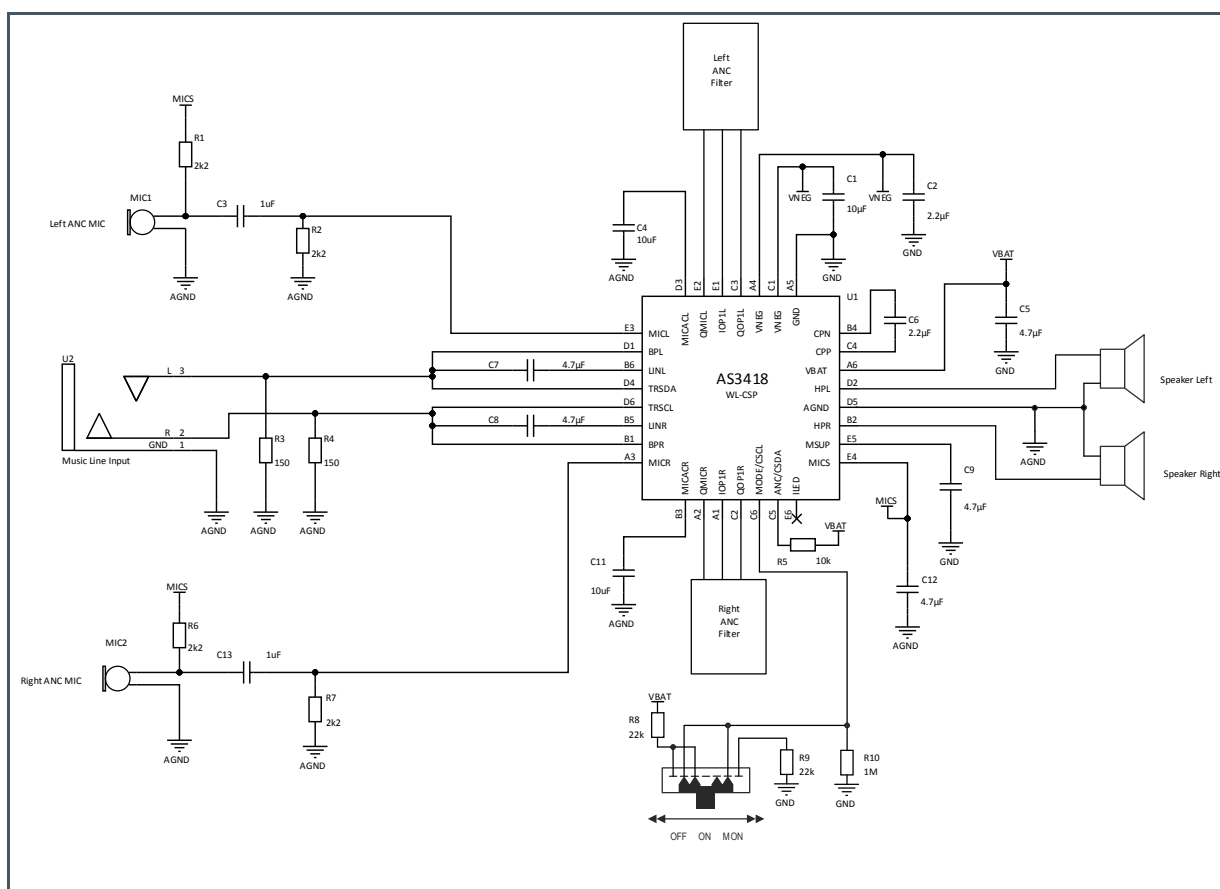 Left
ANC
Filter
MICS
R1
2k2
MIC1
Left ANC MIC
C3
1uF
R2
2k2
AGND
AGND
C4
10uF
AGND
VNEG
C1
10µF
VNEG
C2
2.2µF
GND
GND
D3
E2
E1
C3
A4
C1
A5
MICACL
QMICL
IOP1L
QOP1L
VNEG
VNEG
GND
U1
AS3418
WL-CSP
E3
MICL
D1
BPL
B6
LINL
D4
TRSDA
D6
TRSCL
B5
LINR
B1
BPR
A3
MICR
CPN
B4
CPP
C4
VBAT
A6
HPL
D2
AGND
D5
HPR
B2
MSUP
E5
MICS
E4
C6
2.2µF
VBAT
C5
4.7µF
GND
Speaker Left
AGND
Speaker Right
U2
L 3
R 2
GND 1
Music Line Input
C7
4.7µF
C8
4.7µF
R3
150
R4
150
AGND
AGND
AGND
MICACR
QMICR
IOP1R
QOP1R
MODE/CSCL
ANC/CSDA
ILED
B3
A2
A1
C2
C6
C5
E6
C9
4.7µF
GND
MICS
C12
4.7µF
AGND
VBAT
R5
10k
C11
10uF
AGND
Right
ANC
Filter
MICS
R6
2k2
MIC2
Right ANC MIC
C13
1uF
R7
2k2
AGND
AGND
VBAT
R8
22k
R9
22k
GND
R10
1M
GND
OFF ON MON